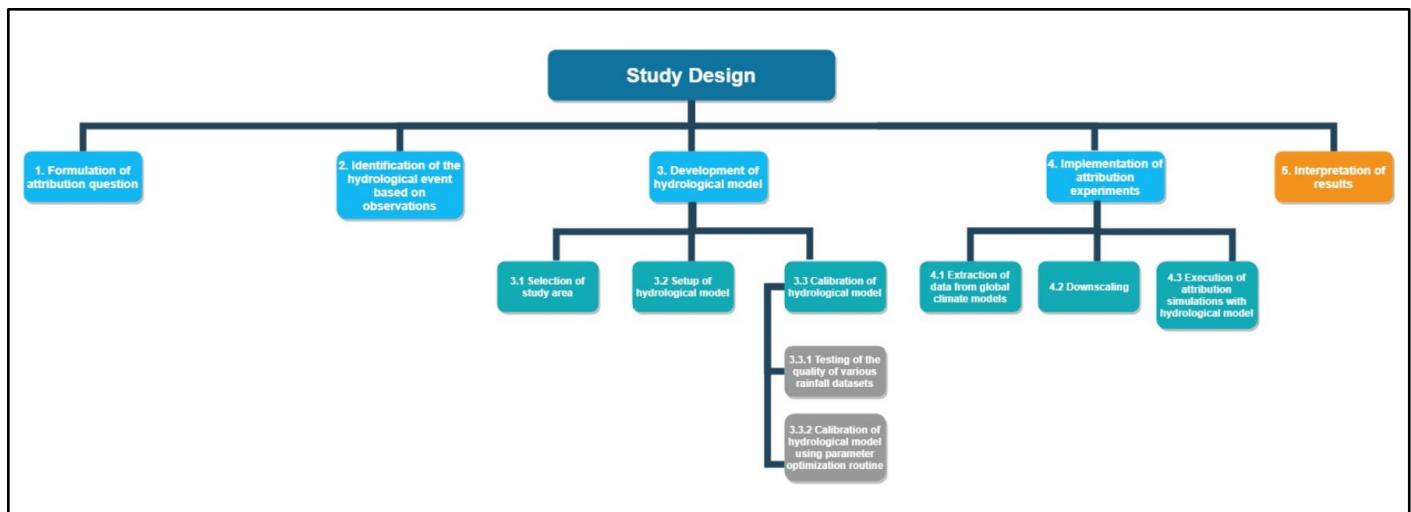 Study Design
1. Formulation of
attribution question
2. Identification of the
hydrological event
based on
observations
3. Development of
hydrological model
4. Implementation of
attribution
experiments
5. Interpretation of
results
3.1 Selection of
study area
3.2 Setup of
hydrological model
3.3 Calibration of
hydrological model
4.1 Extraction of
data from global
climate models
4.2 Downscaling
4.3 Execution of
attribution
simulations with
hydrological model
3.3.1 Testing of the
quality of various
rainfall datasets
3.3.2 Calibration of
hydrological model
using parameter
optimization routine